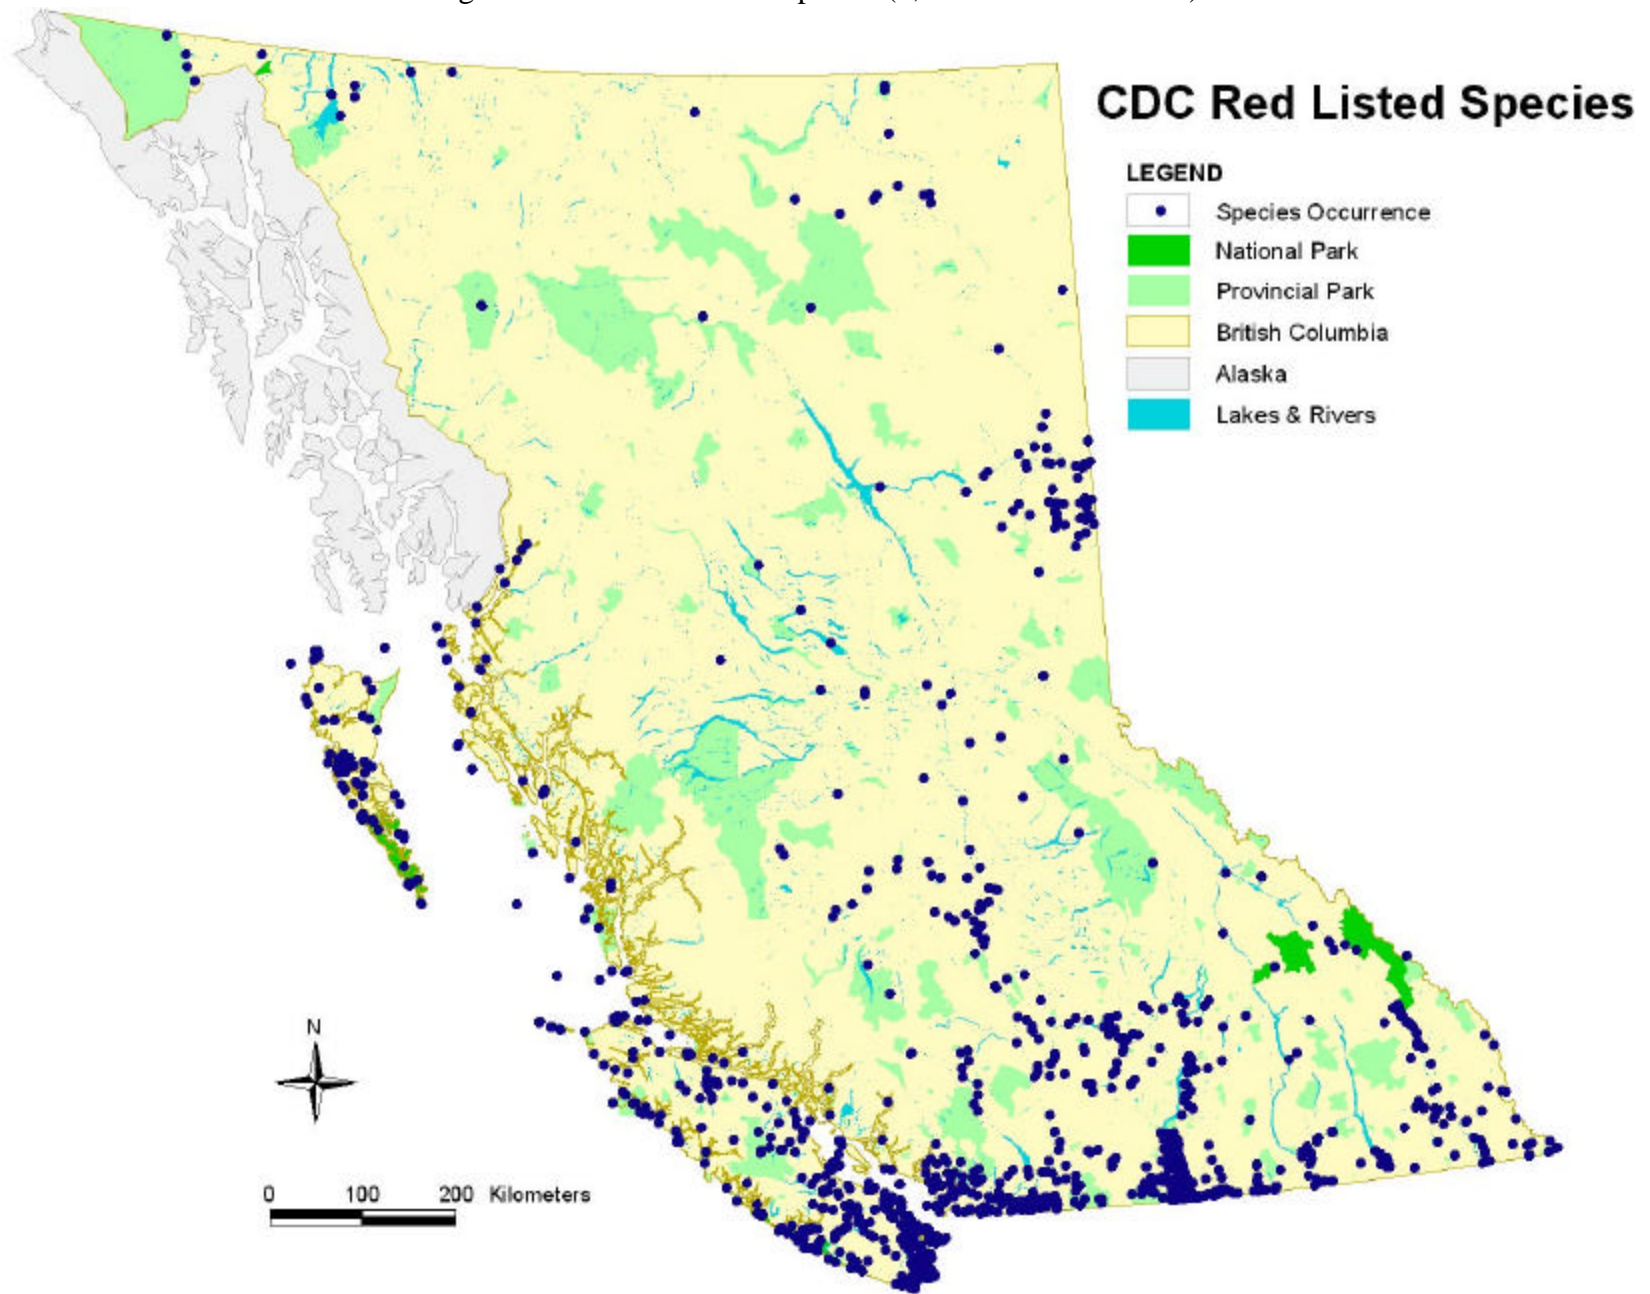 CDC Red Listed Species
LEGEND
Species Occurrence
National Park
Provincial Park
British Columbia
Alaska
Lakes & Rivers
N
0 100 200 Kilometers